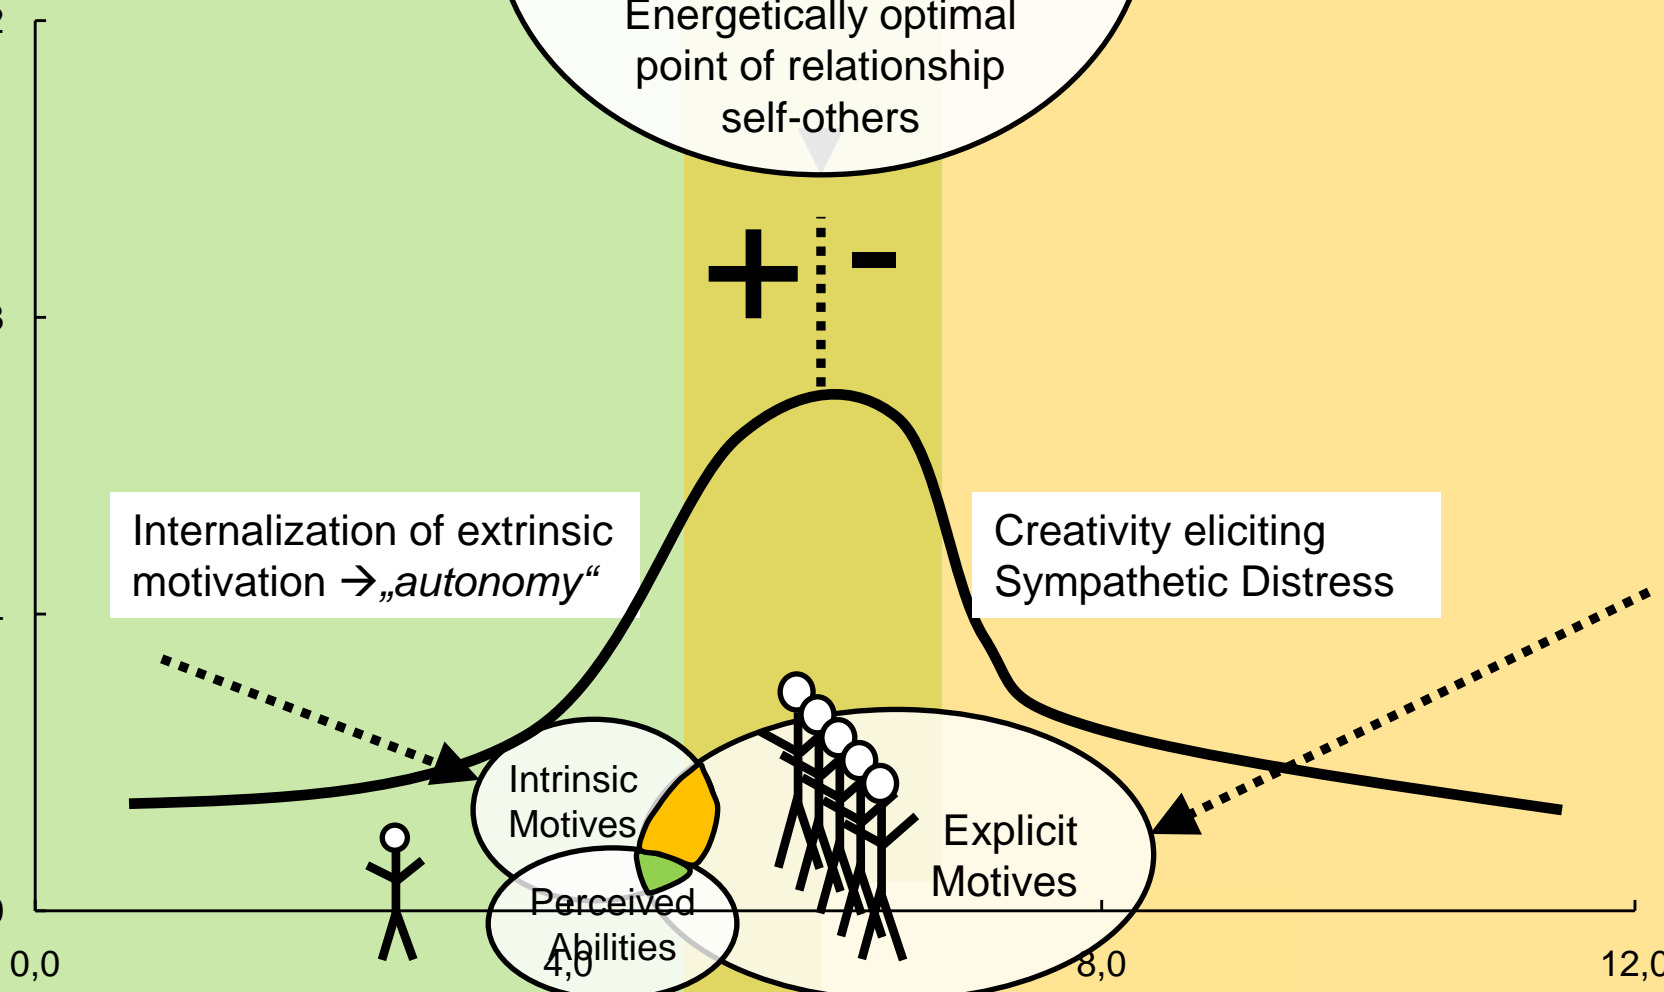 Energetically optimal
point of relationship
self-others
+ -
Internalization of extrinsic
motivation →„autonomy“
Creativity eliciting
Sympathetic Distress
Intrinsic
Motives
Explicit
Motives
Perceived
Abilities
0,0 4,0 8,0 12,0